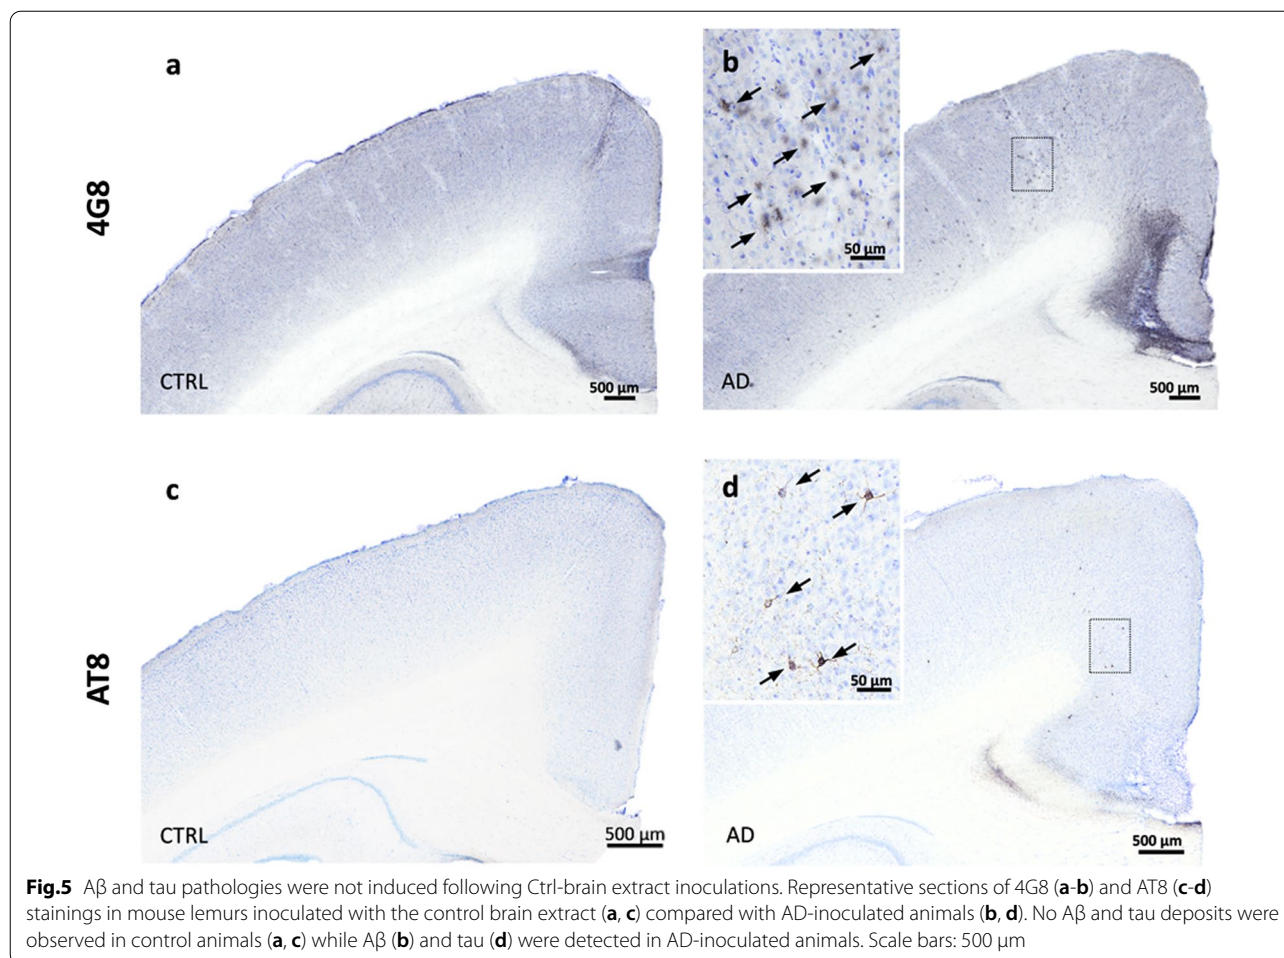 a
b
4G8
50 µm
CTRL
500 µm
AD
500 µm
c
d
AT8
50 µm
CTRL
500 µm
AD
500 µm
Fig.5 Aβ and tau pathologies were not induced following Ctrl-brain extract inoculations. Representative sections of 4G8 (a-b) and AT8 (c-d)
stainings in mouse lemurs inoculated with the control brain extract (a, c) compared with AD-inoculated animals (b, d). No Aβ and tau deposits were
observed in control animals (a, c) while Aβ (b) and tau (d) were detected in AD-inoculated animals. Scale bars: 500 µm